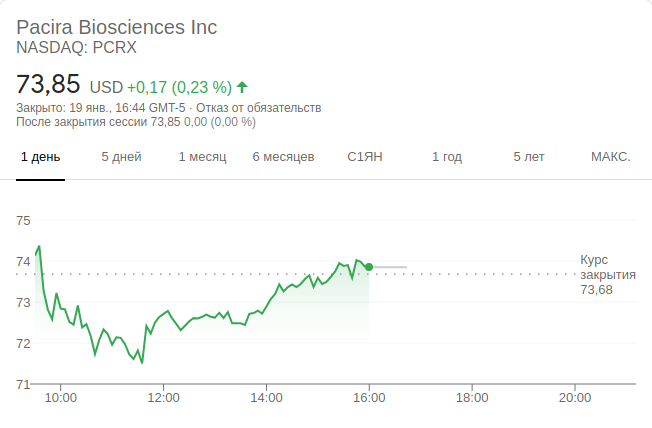 Pacira Biosciences Inc
NASDAQ: PCRX
73,85 USD +0,17 (0,23 %)
Закрыто: 19 янв., 16:44 GMT-5 · Отказ от обязательств
После закрытия сессии 73,85 0,00 (0,00 %)
1 день 5 дней 1 месяц 6 месяцев С1ЯН 1 год 5 лет МАКС.
75
74
73
72
71
Курс
закрытия
73,68
10:00 12:00 14:00 16:00 18:00 20:00